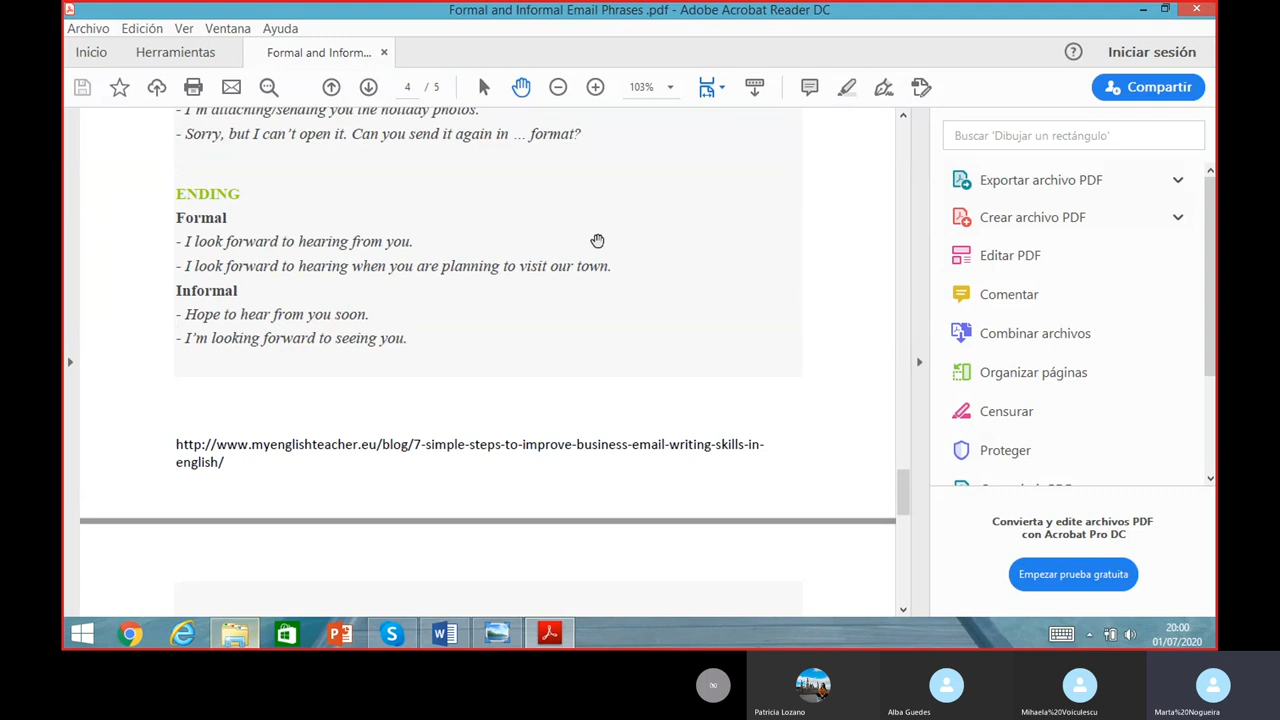 Formal and Informal Email Phrases .pdf - Adobe Acrobat Reader DC
Archivo Edición Ver Ventana Ayuda
Inicio Herramientas Formal and Inform... × Iniciar sesión
4 / 5 103% Compartir
- I'm attaching/sending you the holiday photos.
- Sorry, but I can't open it. Can you send it again in … format?
ENDING
Formal
- I look forward to hearing from you.
- I look forward to hearing when you are planning to visit our town.
Informal
- Hope to hear from you soon.
- I'm looking forward to seeing you.
http://www.myenglishteacher.eu/blog/7-simple-steps-to-improve-business-email-writing-skills-in-
english/
Buscar 'Dibujar un rectángulo'
Exportar archivo PDF
Crear archivo PDF
Editar PDF
Comentar
Combinar archivos
Organizar páginas
Censurar
Proteger
Convierta y edite archivos PDF
con Acrobat Pro DC
Empezar prueba gratuita
20:00
01/07/2020
Patricia Lozano
Alba Guedes
Mihaela%20Voiculescu
Marta%20Nogueira